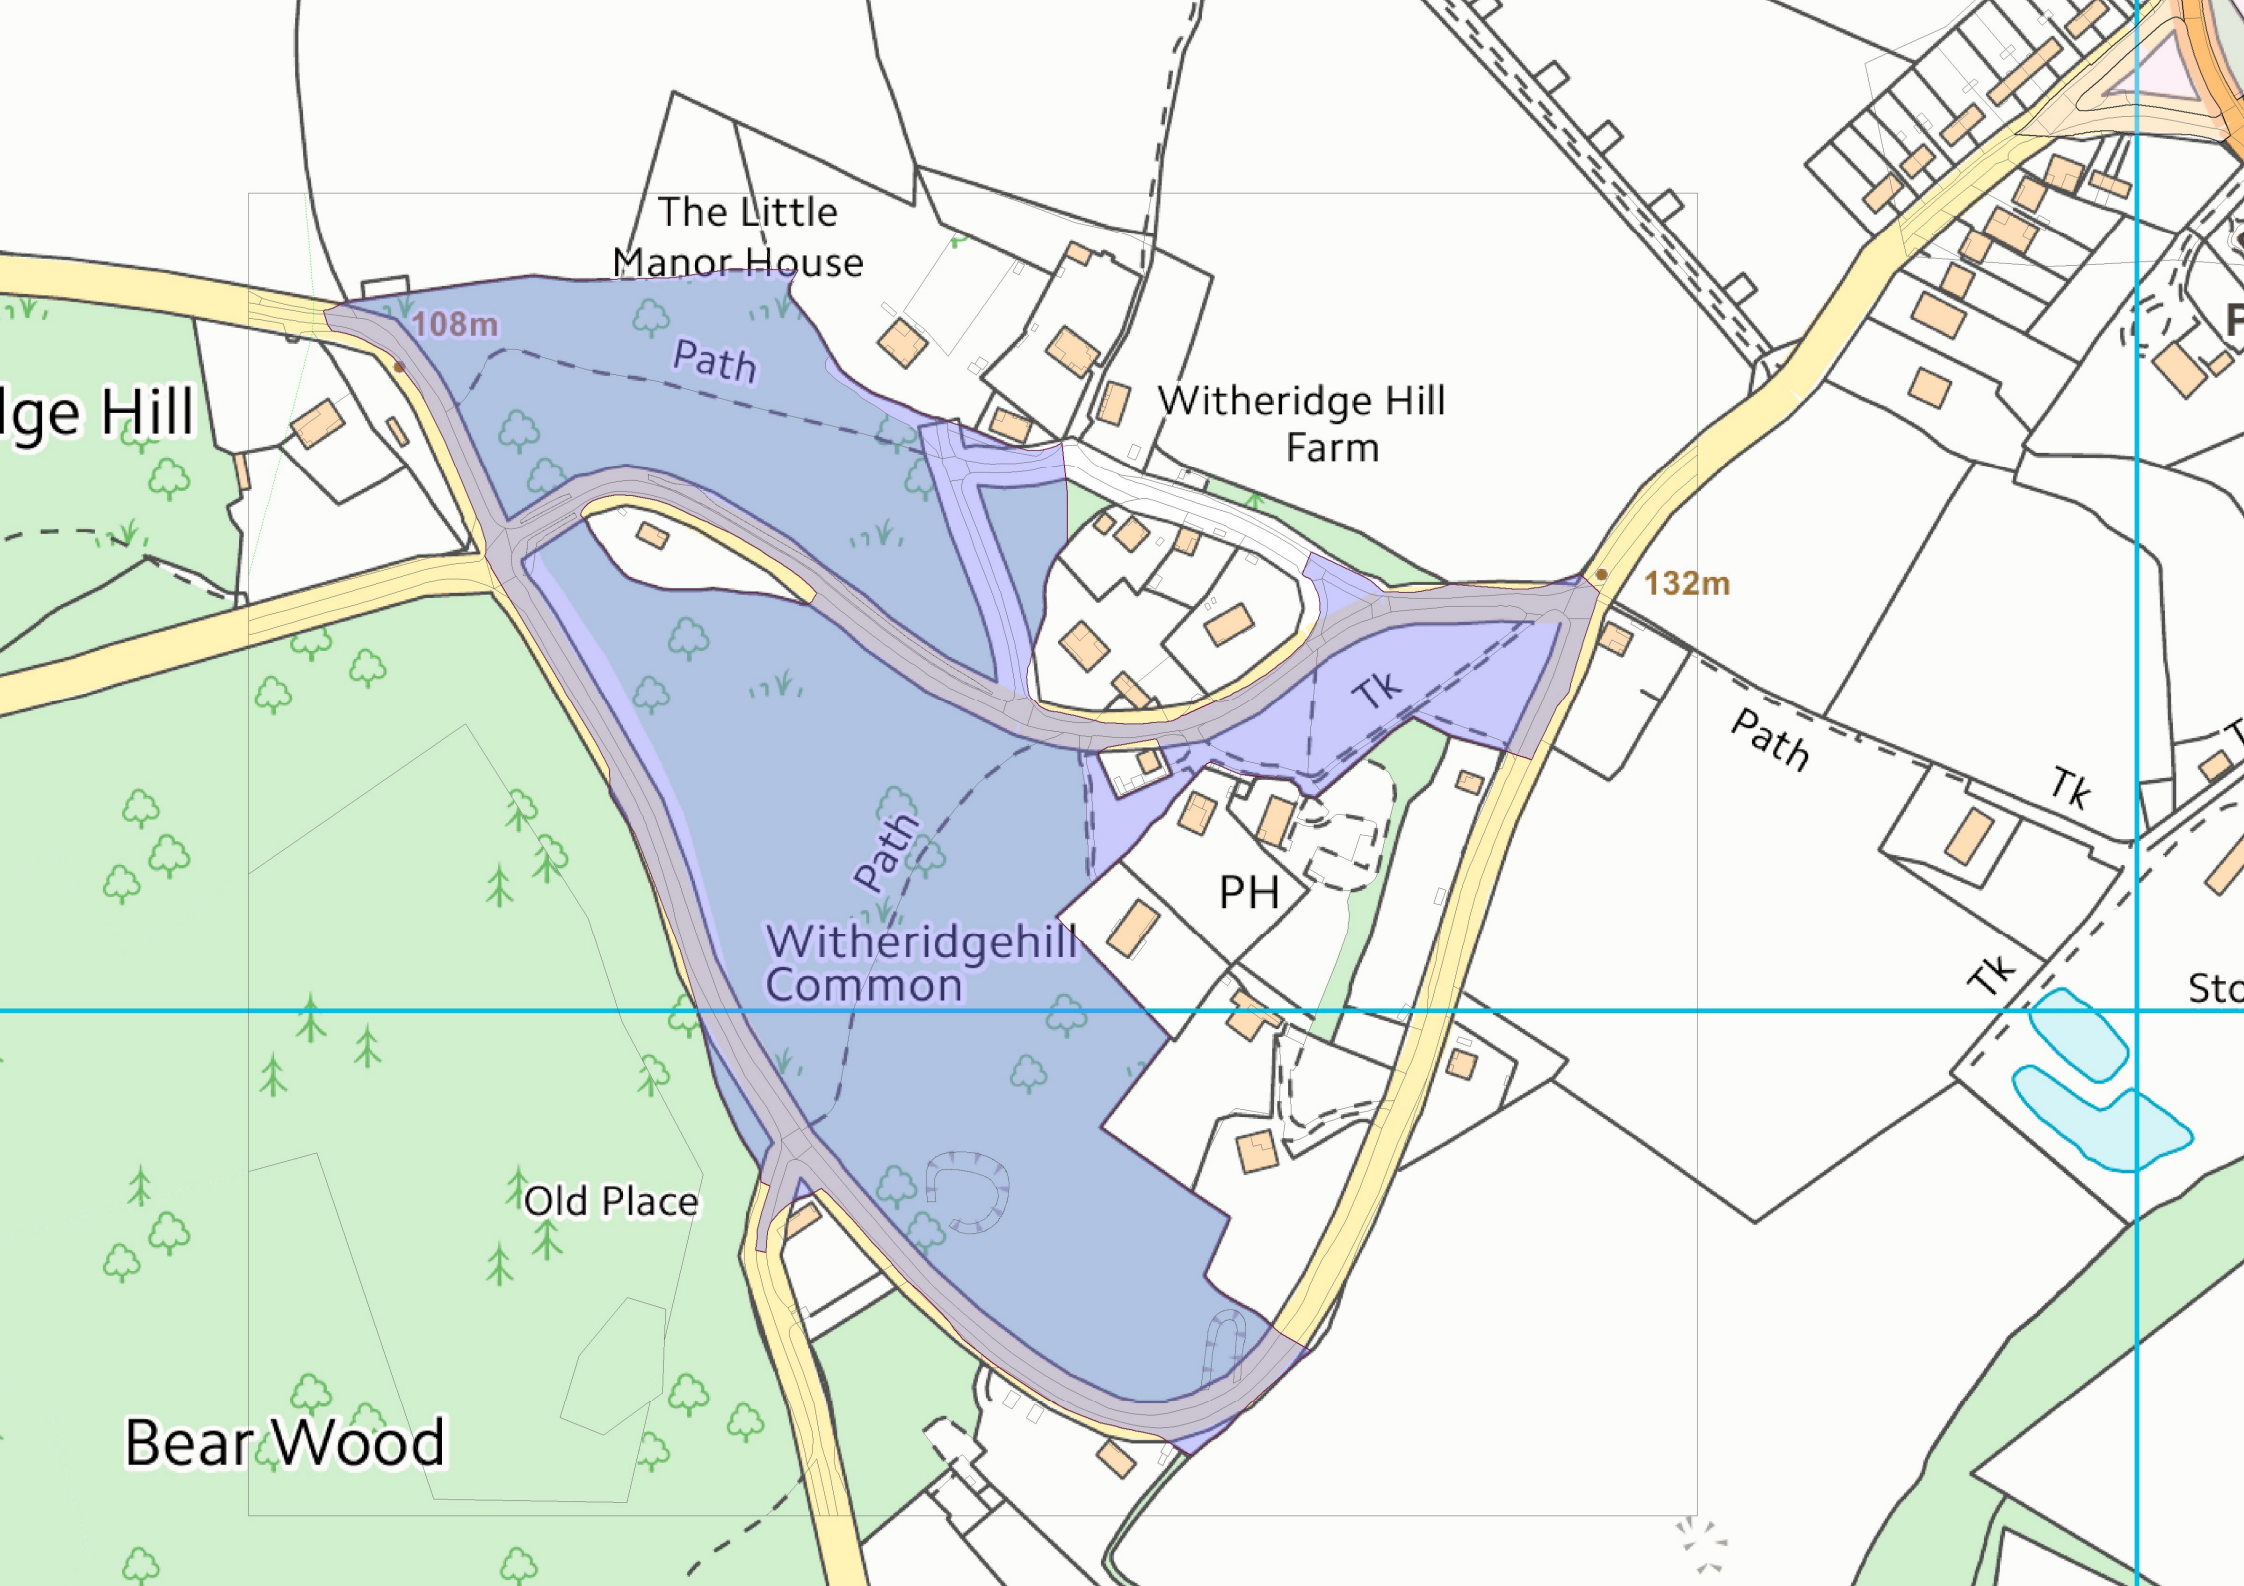 The Little
Manor House
108m
Path
lge Hill
Witheridge Hill
Farm
132m
P
Tk
Path
Tk
Path
PH
Witheridgehill
Common
Tk
Sto
Old Place
Bear Wood